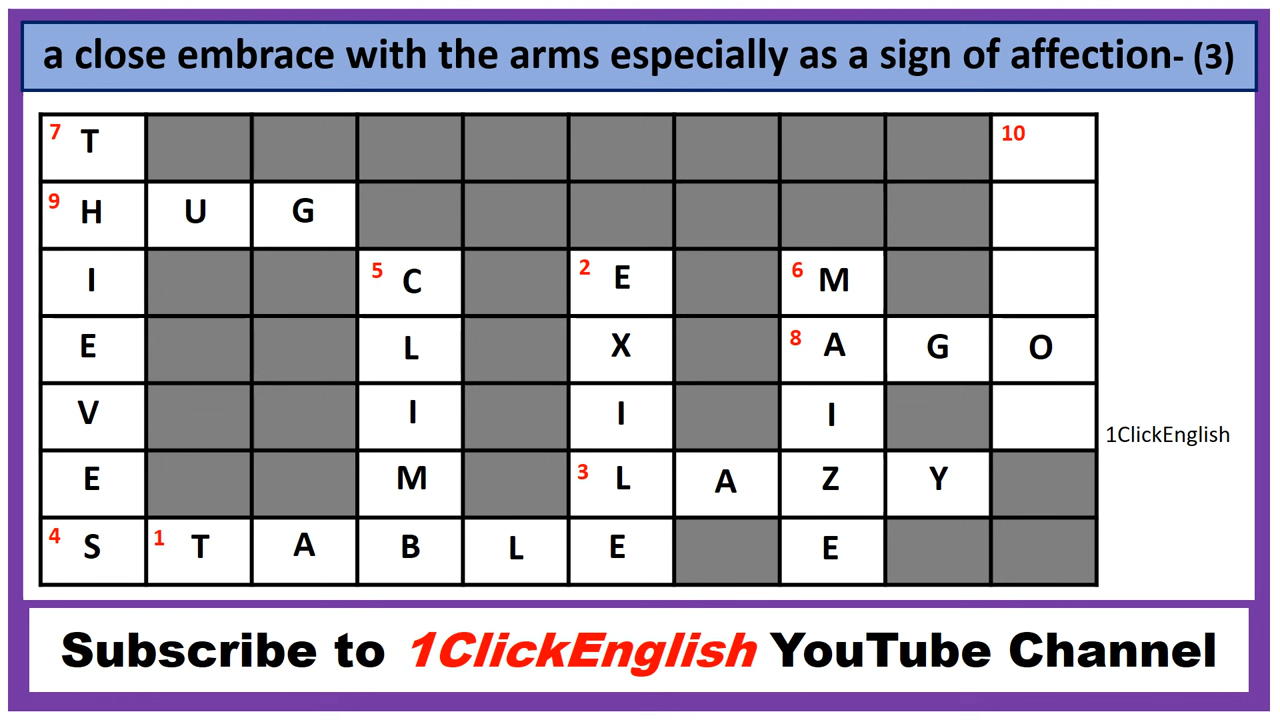 a close embrace with the arms especially as a sign of affection- (3)
7 T 10
9 H U G
I 5 C 2 E 6 M
E L X 8 A G O
V I I I
1ClickEnglish
E M 3 L A Z Y
4 S 1 T A B L E E
Subscribe to 1ClickEnglish YouTube Channel